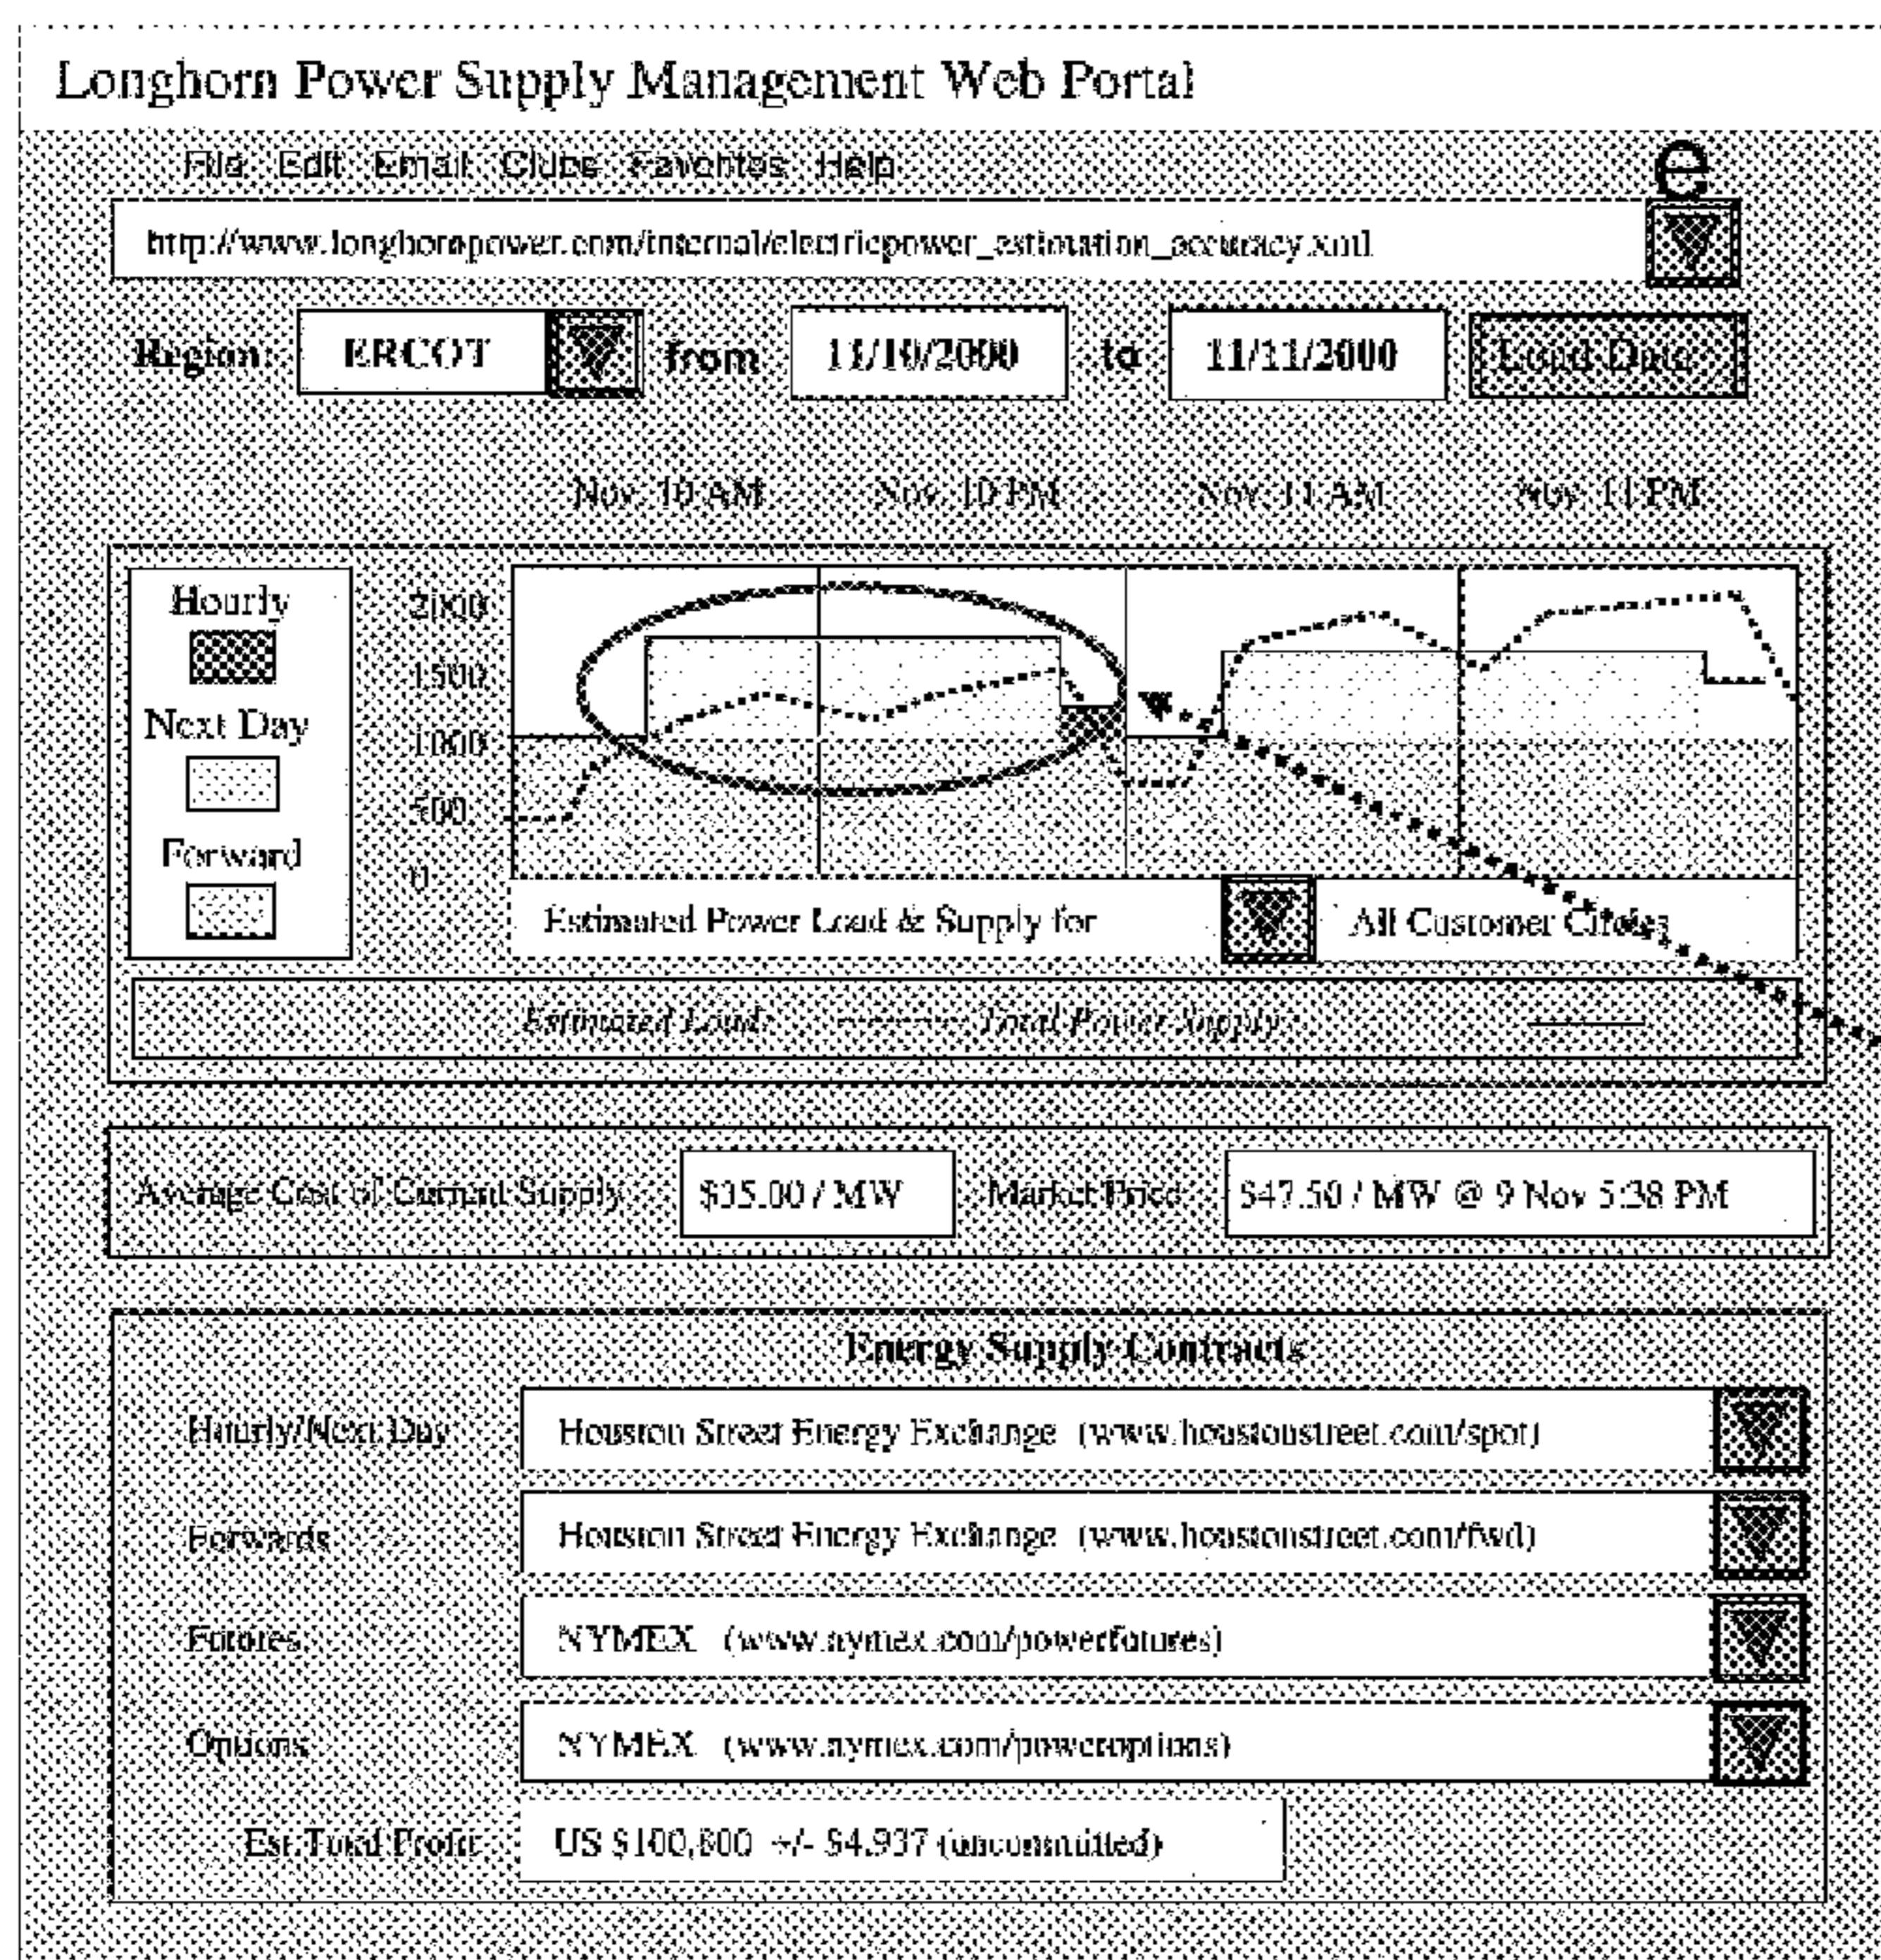 Longhorn Power Supply Management Web Portal
File Edit Email Clubs Favorites Help
e
http://www.longhornpower.com/internal/electricpower_estimation_accuracy.xml
Region: ERCOT from 11/10/2000 to 11/11/2000 Load Data
Nov. 10 AM Nov. 10 PM Nov. 11 AM Nov. 11 PM
Hourly
Next Day
Forward
2000
1500
1000
500
0
Estimated Power Load & Supply for All Customer Circles
Estimated Load: Total Power Supply:
Average Cost of Current Supply $35.00 / MW Market Price $47.50 / MW @ 9 Nov 5:38 PM
Energy Supply Contracts
Hourly/Next Day Houston Street Energy Exchange (www.houstonstreet.com/spot)
Forwards Houston Street Energy Exchange (www.houstonstreet.com/fwd)
Futures NYMEX (www.nymex.com/powerfutures)
Options NYMEX (www.nymex.com/poweroptions)
Est. Total Profit US $100,800 +/- $4,937 (uncommitted)